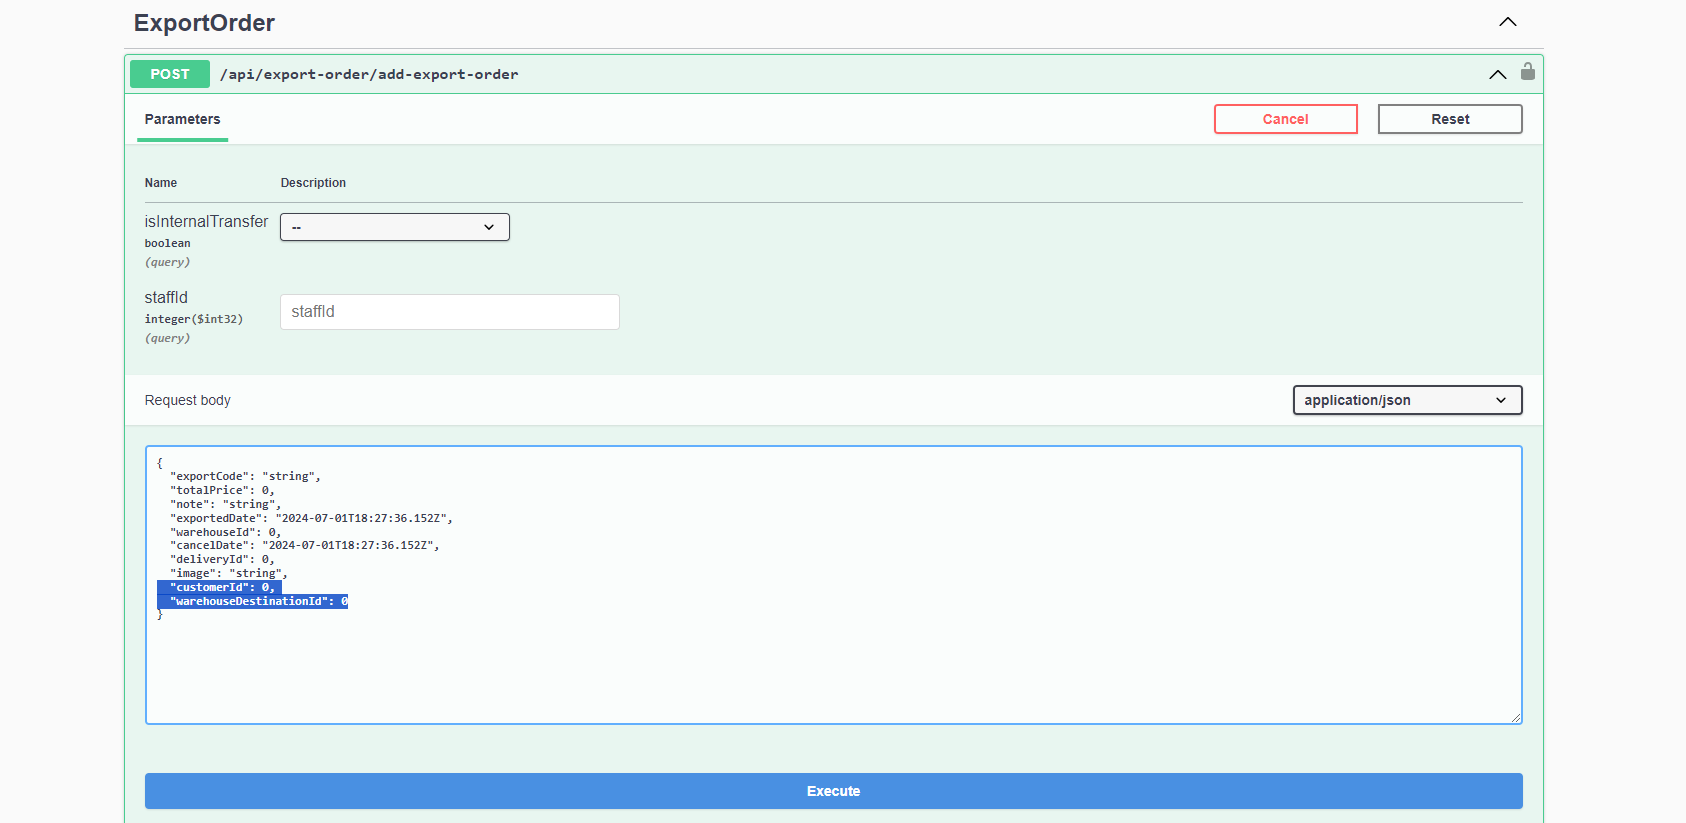 ExportOrder
POST /api/export-order/add-export-order
Parameters
Cancel
Reset
Name Description
isInternalTransfer
boolean
(query)
--
staffId
integer($int32)
(query)
staffId
Request body
application/json
{
  "exportCode": "string",
  "totalPrice": 0,
  "note": "string",
  "exportedDate": "2024-07-01T18:27:36.152Z",
  "warehouseId": 0,
  "cancelDate": "2024-07-01T18:27:36.152Z",
  "deliveryId": 0,
  "image": "string",
  "customerId": 0,
  "warehouseDestinationId": 0
}
Execute